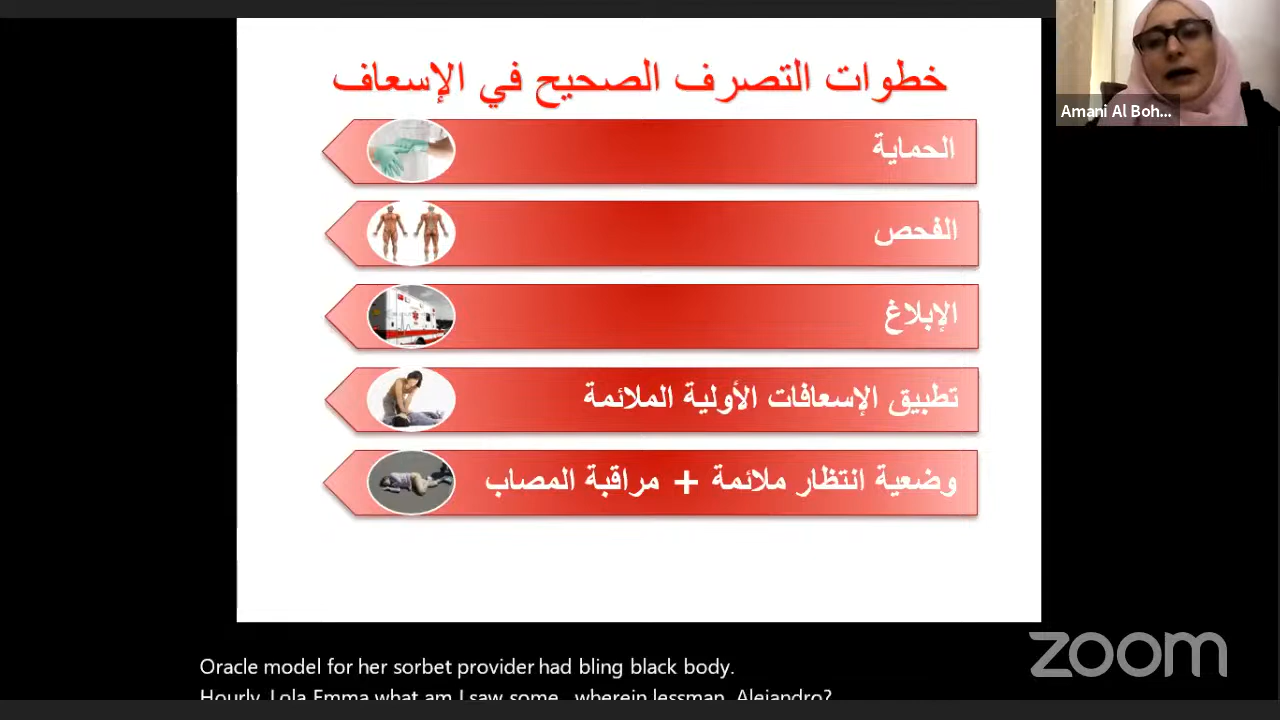 خطوات التصرف الصحيح في الإسعاف
الحماية
الفحص
الإبلاغ
تطبيق الإسعافات الأولية الملائمة
وضعية انتظار ملائمة + مراقبة المصاب
Amani Al Boh...
zoom
Oracle model for her sorbet provider had bling black body.
Hourly, Lola Emma what am I saw some, wherein lessman, Alejandro?